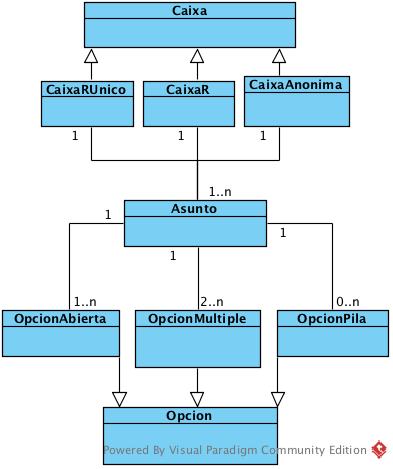 Caixa
CaixaRUnico
CaixaR
CaixaAnonima
1
1
1
1..n
Asunto
1
1
1
1..n
2..n
0..n
OpcionAbierta
OpcionMultiple
OpcionPila
Opcion
Powered By Visual Paradigm Community Edition